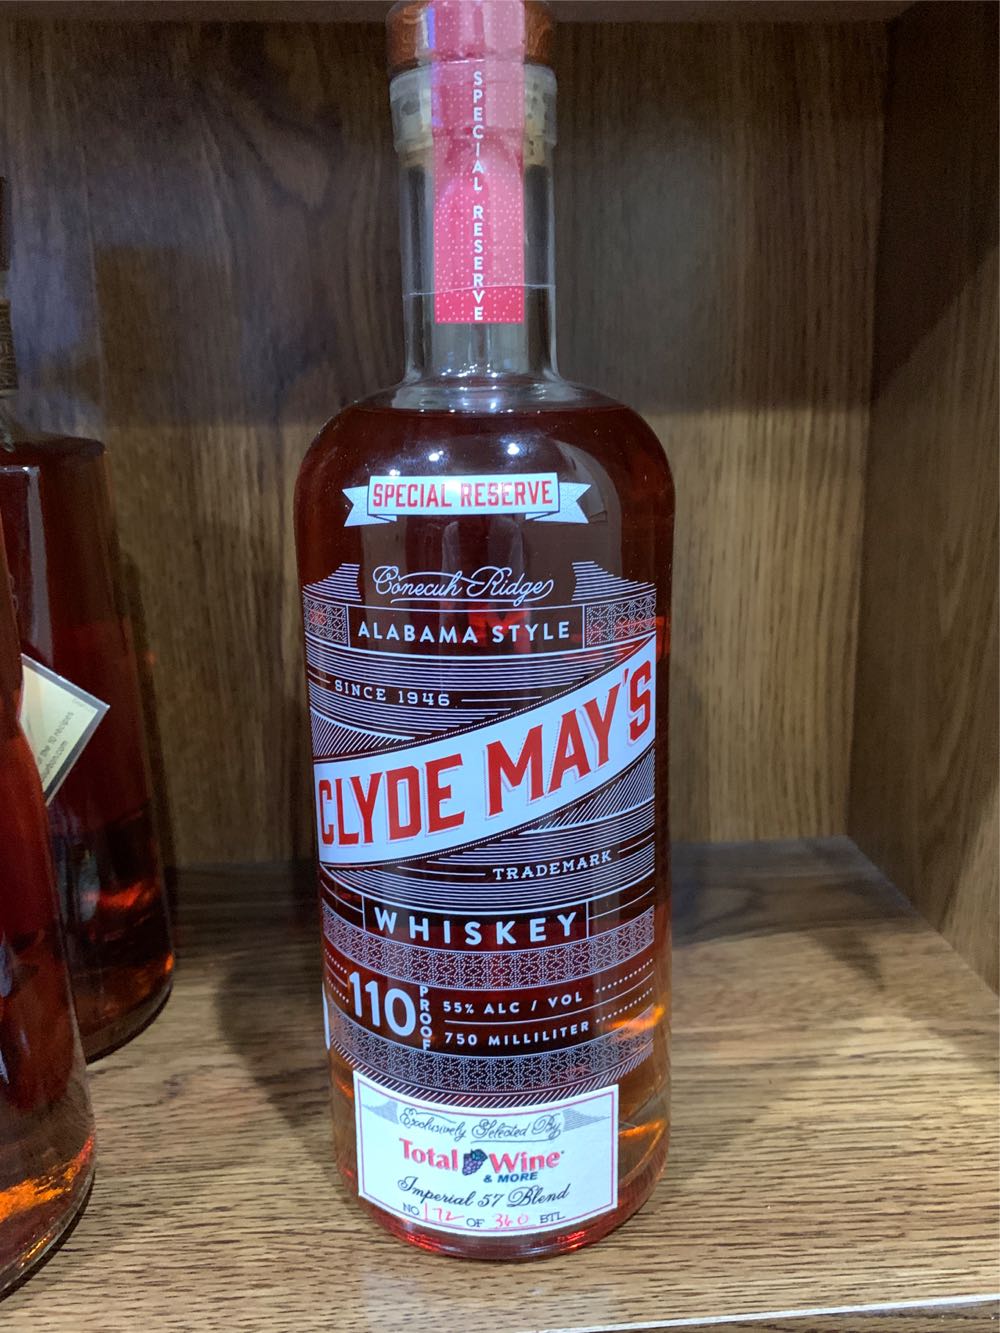 SPECIAL RESERVE
SPECIAL RESERVE
Conecuh Ridge
ALABAMA STYLE
SINCE 1946
CLYDE MAY'S
TRADEMARK
WHISKEY
110 PROOF
55% ALC / VOL
750 MILLILITER
Exclusively Selected By
Total Wine
& MORE
Imperial 57 Blend
NO 172 OF 360 BTL